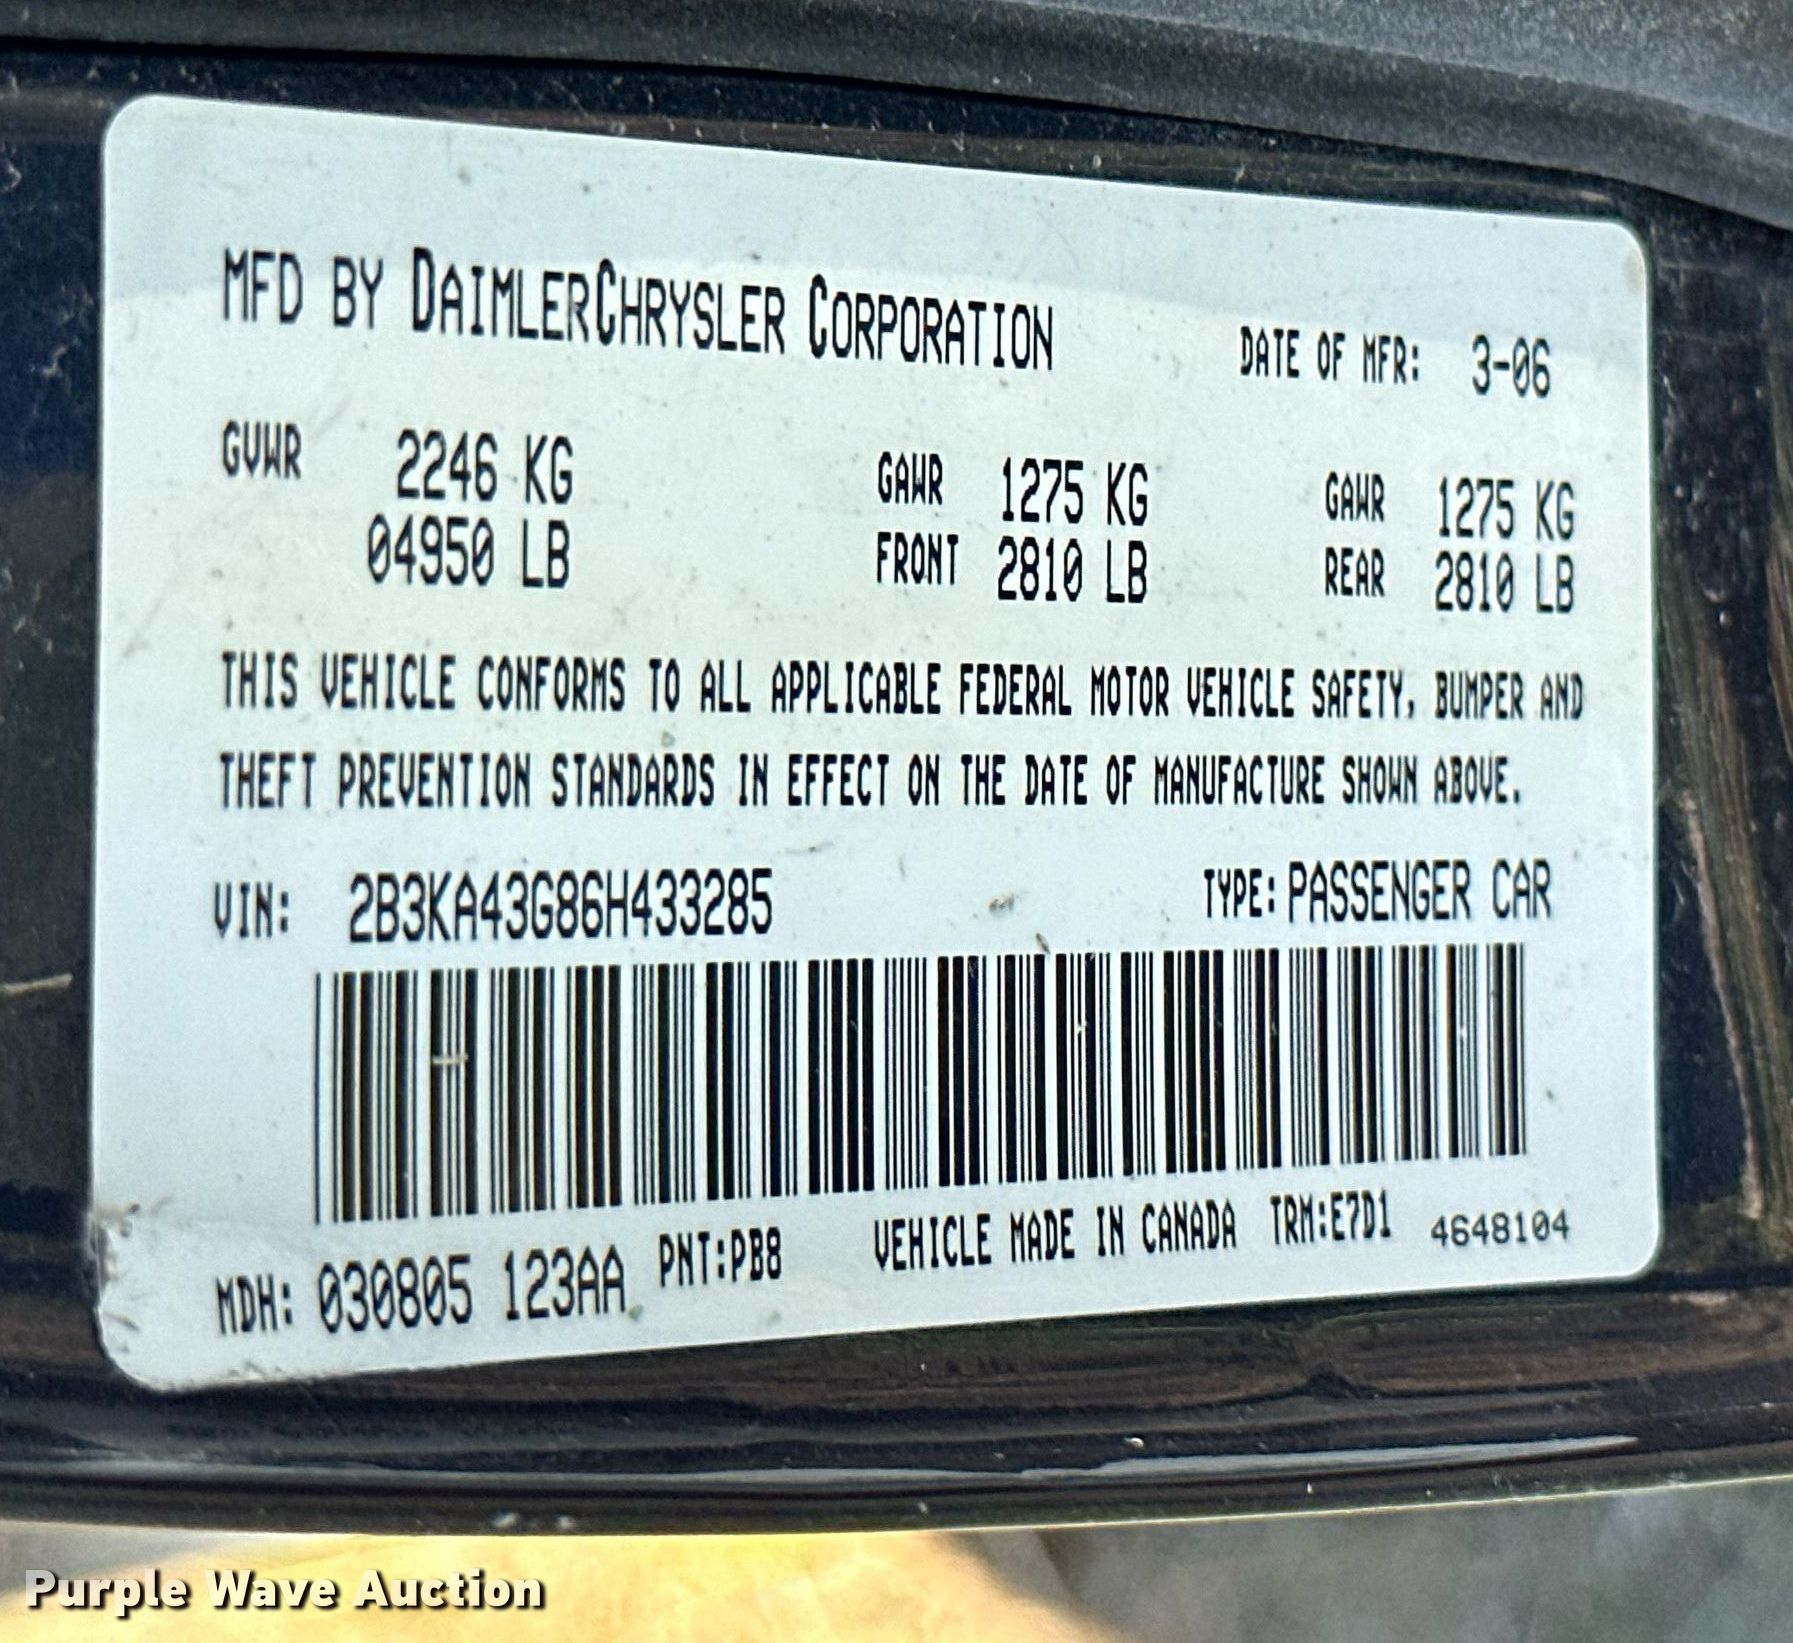 MFD BY DAIMLERCHRYSLER CORPORATION DATE OF MFR: 3-06
GVWR 2246 KG GAWR 1275 KG GAWR 1275 KG
04950 LB FRONT 2810 LB REAR 2810 LB
THIS VEHICLE CONFORMS TO ALL APPLICABLE FEDERAL MOTOR VEHICLE SAFETY, BUMPER AND
THEFT PREVENTION STANDARDS IN EFFECT ON THE DATE OF MANUFACTURE SHOWN ABOVE.
VIN: 2B3KA43G86H433285 TYPE: PASSENGER CAR
MDH: 030805 123AA PNT:PB8 VEHICLE MADE IN CANADA TRM:E7D1 4648104
Purple Wave Auction